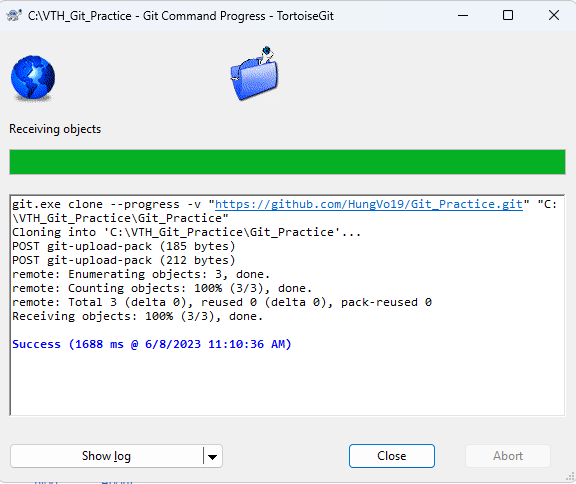 C:\VTH_Git_Practice - Git Command Progress - TortoiseGit
Receiving objects
git.exe clone --progress -v "https://github.com/HungVo19/Git_Practice.git" "C:
\VTH_Git_Practice\Git_Practice"
Cloning into 'C:\VTH_Git_Practice\Git_Practice'...
POST git-upload-pack (185 bytes)
POST git-upload-pack (212 bytes)
remote: Enumerating objects: 3, done.
remote: Counting objects: 100% (3/3), done.
remote: Total 3 (delta 0), reused 0 (delta 0), pack-reused 0
Receiving objects: 100% (3/3), done.
Success (1688 ms @ 6/8/2023 11:10:36 AM)
Show log
Close
Abort